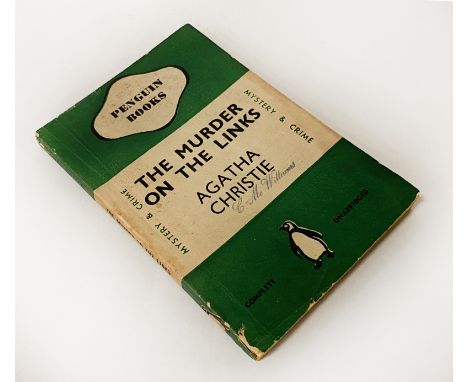 PENGUIN
BOOKS
MYSTERY & CRIME
THE MURDER
ON THE LINKS
AGATHA
CHRISTIE
MYSTERY & CRIME
COMPLETE
UNABRIDGED